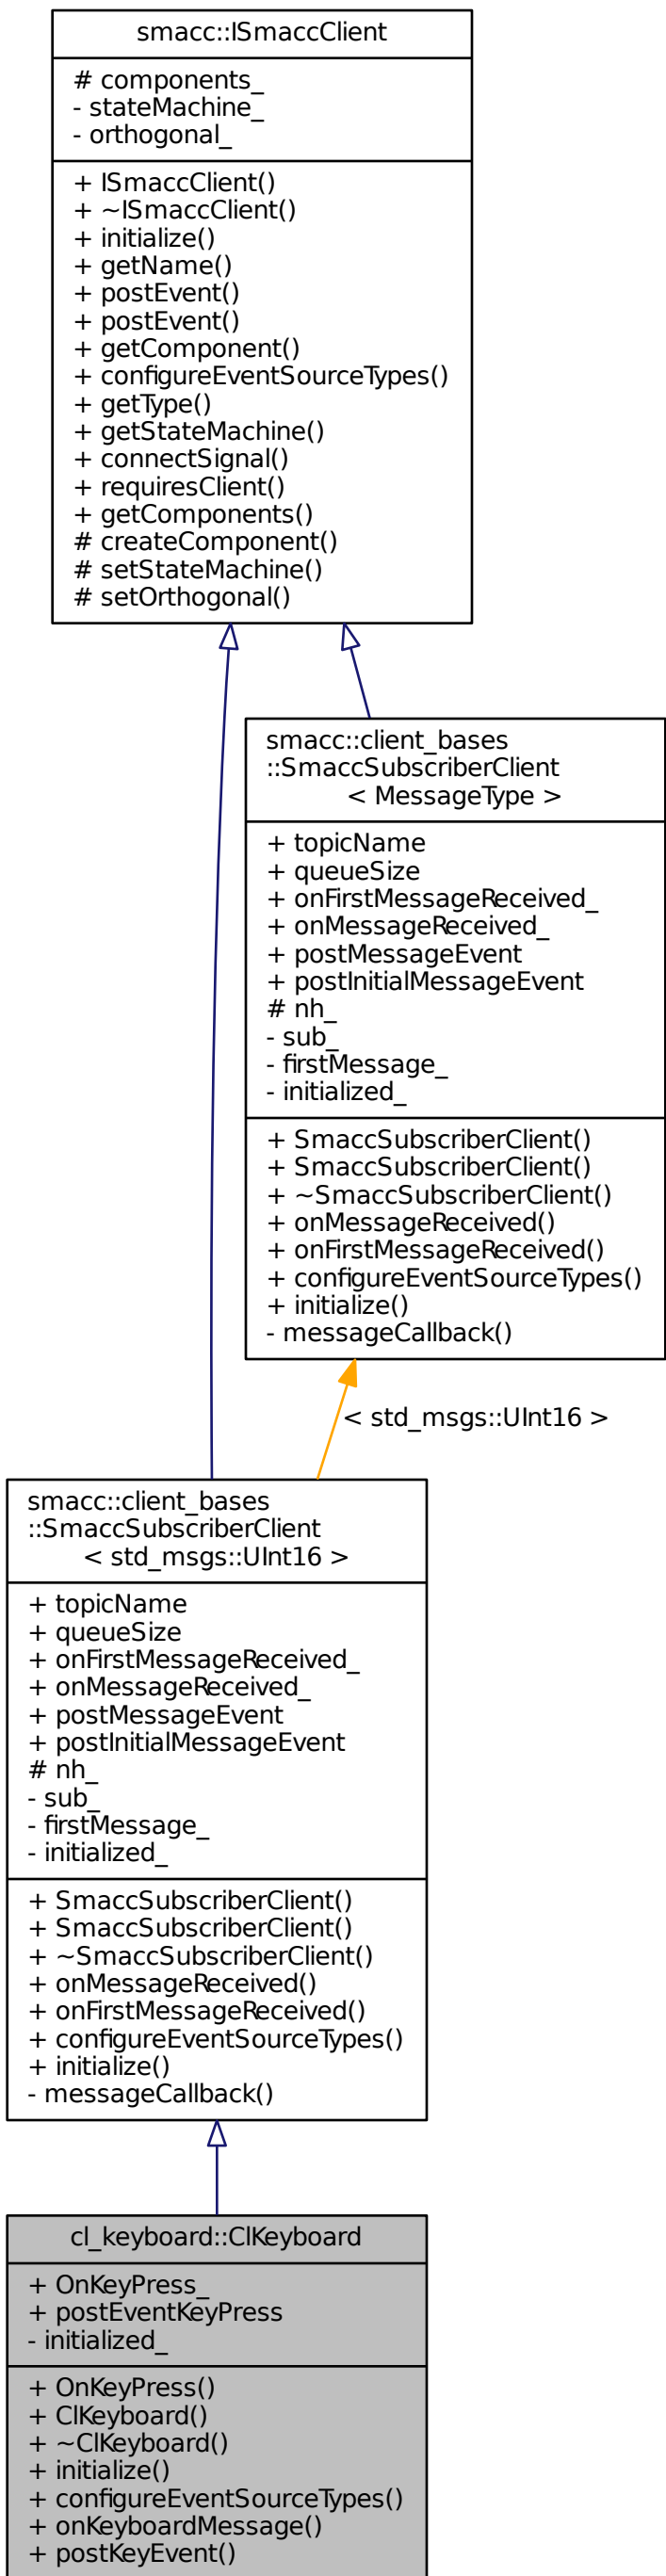 smacc::ISmaccClient
# components_
- stateMachine_
- orthogonal_
+ ISmaccClient()
+ ~ISmaccClient()
+ initialize()
+ getName()
+ postEvent()
+ postEvent()
+ getComponent()
+ configureEventSourceTypes()
+ getType()
+ getStateMachine()
+ connectSignal()
+ requiresClient()
+ getComponents()
# createComponent()
# setStateMachine()
# setOrthogonal()
smacc::client_bases
::SmaccSubscriberClient
< MessageType >
+ topicName
+ queueSize
+ onFirstMessageReceived_
+ onMessageReceived_
+ postMessageEvent
+ postInitialMessageEvent
# nh_
- sub_
- firstMessage_
- initialized_
+ SmaccSubscriberClient()
+ SmaccSubscriberClient()
+ ~SmaccSubscriberClient()
+ onMessageReceived()
+ onFirstMessageReceived()
+ configureEventSourceTypes()
+ initialize()
- messageCallback()
< std_msgs::UInt16 >
smacc::client_bases
::SmaccSubscriberClient
< std_msgs::UInt16 >
+ topicName
+ queueSize
+ onFirstMessageReceived_
+ onMessageReceived_
+ postMessageEvent
+ postInitialMessageEvent
# nh_
- sub_
- firstMessage_
- initialized_
+ SmaccSubscriberClient()
+ SmaccSubscriberClient()
+ ~SmaccSubscriberClient()
+ onMessageReceived()
+ onFirstMessageReceived()
+ configureEventSourceTypes()
+ initialize()
- messageCallback()
cl_keyboard::ClKeyboard
+ OnKeyPress_
+ postEventKeyPress
- initialized_
+ OnKeyPress()
+ ClKeyboard()
+ ~ClKeyboard()
+ initialize()
+ configureEventSourceTypes()
+ onKeyboardMessage()
+ postKeyEvent()